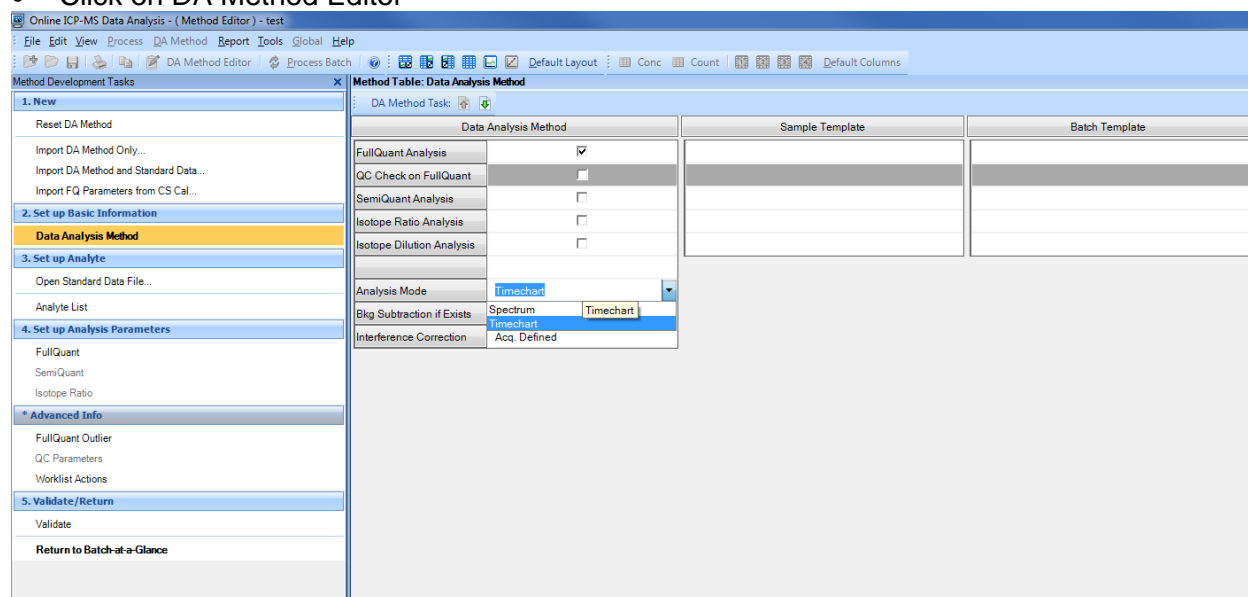 • Click on DA Method Editor
Online ICP-MS Data Analysis - ( Method Editor ) - test
File Edit View Process DA Method Report Tools Global Help
DA Method Editor Process Batch Default Layout Conc Count Default Columns
Method Development Tasks x
1. New
Reset DA Method
Import DA Method Only...
Import DA Method and Standard Data...
Import FQ Parameters from CS Cal...
2. Set up Basic Information
Data Analysis Method
3. Set up Analyte
Open Standard Data File...
Analyte List
4. Set up Analysis Parameters
FullQuant
SemiQuant
Isotope Ratio
* Advanced Info
FullQuant Outlier
QC Parameters
Worklist Actions
5. Validate/Return
Validate
Return to Batch-at-a-Glance
Method Table: Data Analysis Method
DA Method Task:
Data Analysis Method Sample Template Batch Template
FullQuant Analysis
QC Check on FullQuant
SemiQuant Analysis
Isotope Ratio Analysis
Isotope Dilution Analysis
Analysis Mode Timechart
Bkg Subtraction if Exists Spectrum Timechart
Timechart
Interference Correction Acq. Defined